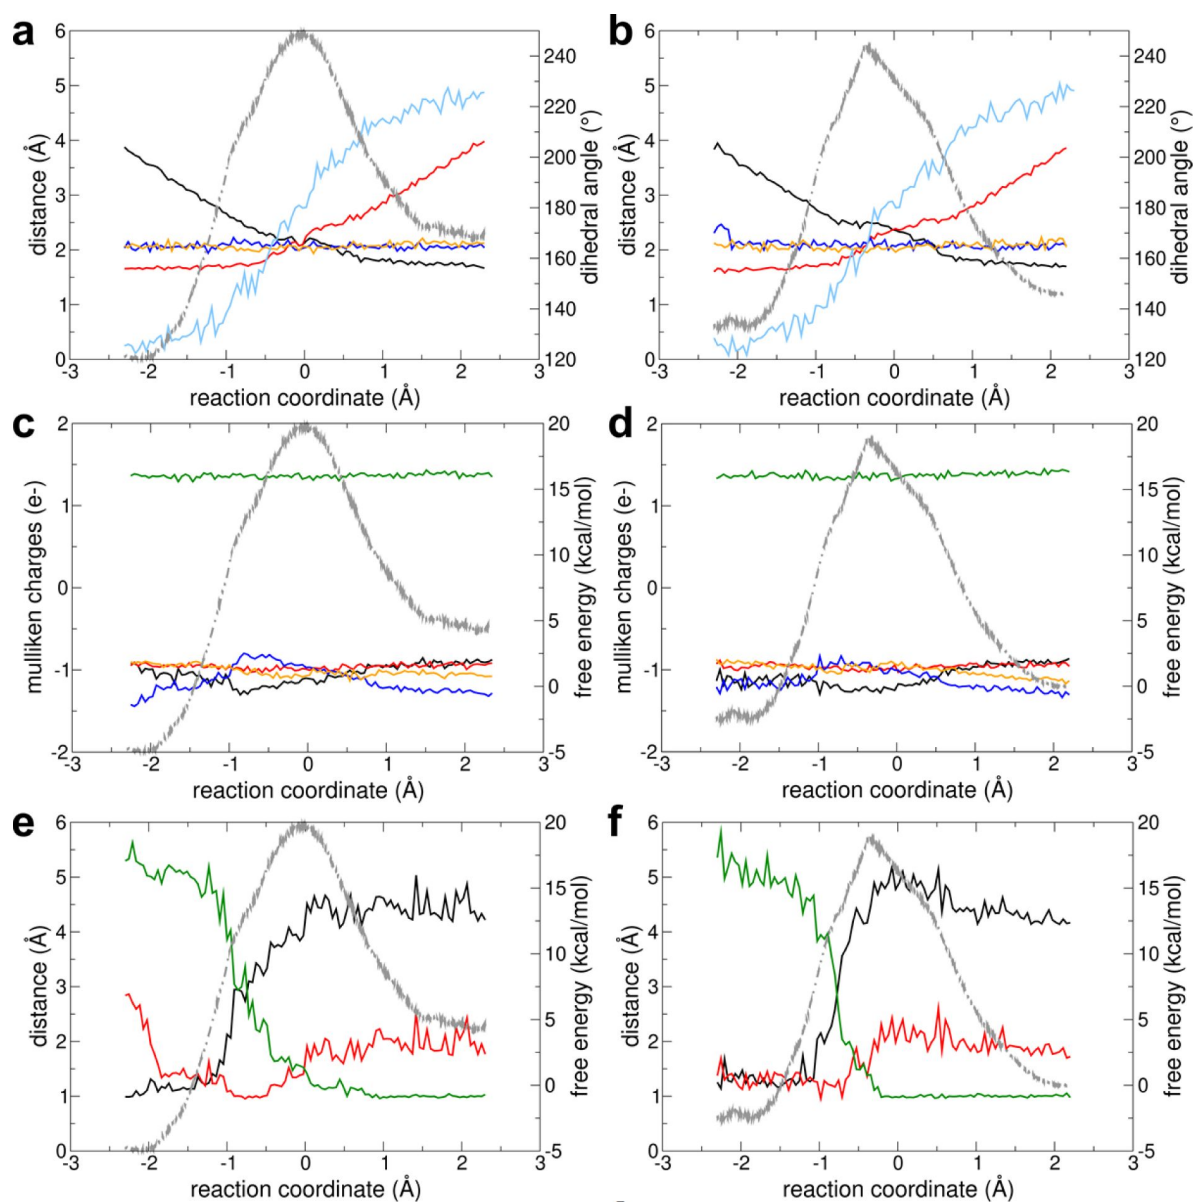 a
b
6
5
4
3
2
1
0
distance (Å)
240
220
200
180
160
140
120
dihedral angle (°)
-3 -2 -1 0 1 2 3
reaction coordinate (Å)
6
5
4
3
2
1
0
distance (Å)
240
220
200
180
160
140
120
dihedral angle (°)
-3 -2 -1 0 1 2 3
reaction coordinate (Å)
c
d
2
1
0
-1
-2
mulliken charges (e-)
20
15
10
5
0
-5
free energy (kcal/mol)
-3 -2 -1 0 1 2 3
reaction coordinate (Å)
2
1
0
-1
-2
mulliken charges (e-)
20
15
10
5
0
-5
free energy (kcal/mol)
-3 -2 -1 0 1 2 3
reaction coordinate (Å)
e
f
6
5
4
3
2
1
0
distance (Å)
20
15
10
5
0
-5
free energy (kcal/mol)
-3 -2 -1 0 1 2 3
reaction coordinate (Å)
6
5
4
3
2
1
0
distance (Å)
20
15
10
5
0
-5
free energy (kcal/mol)
-3 -2 -1 0 1 2 3
reaction coordinate (Å)